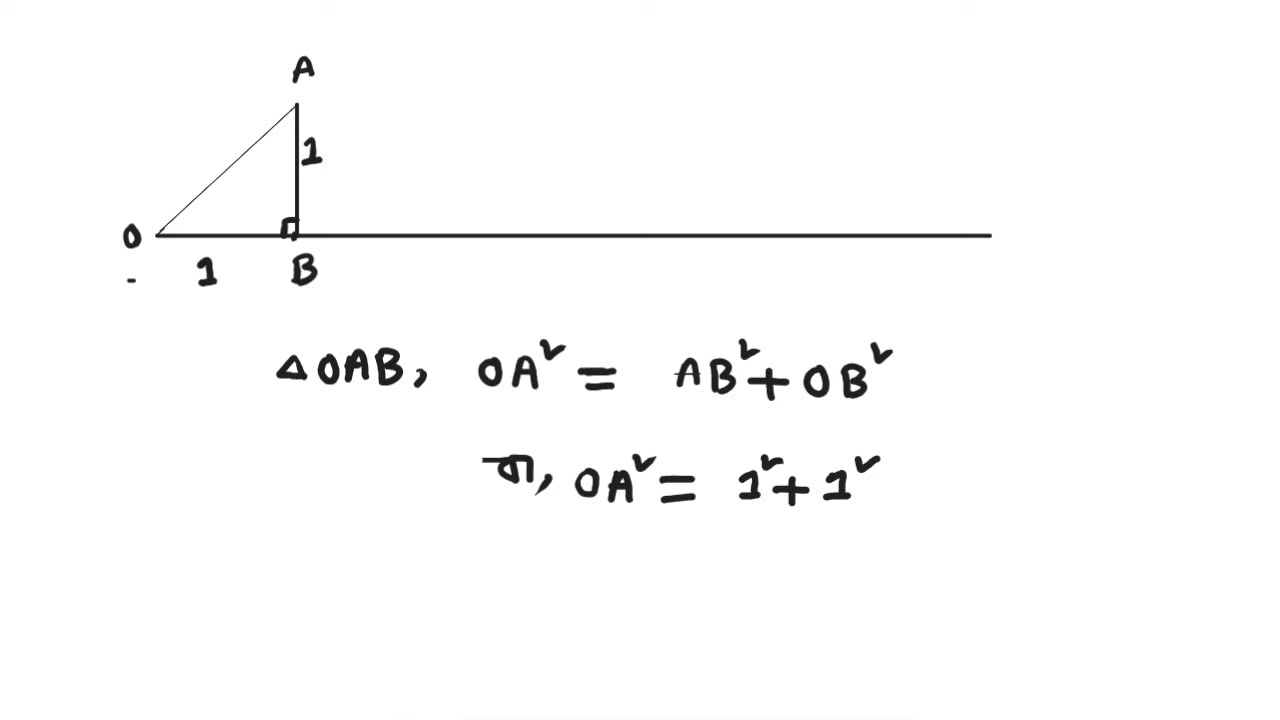 A
1
O
1 B
△OAB, OA² = AB² + OB²
বা, OA² = 1² + 1²